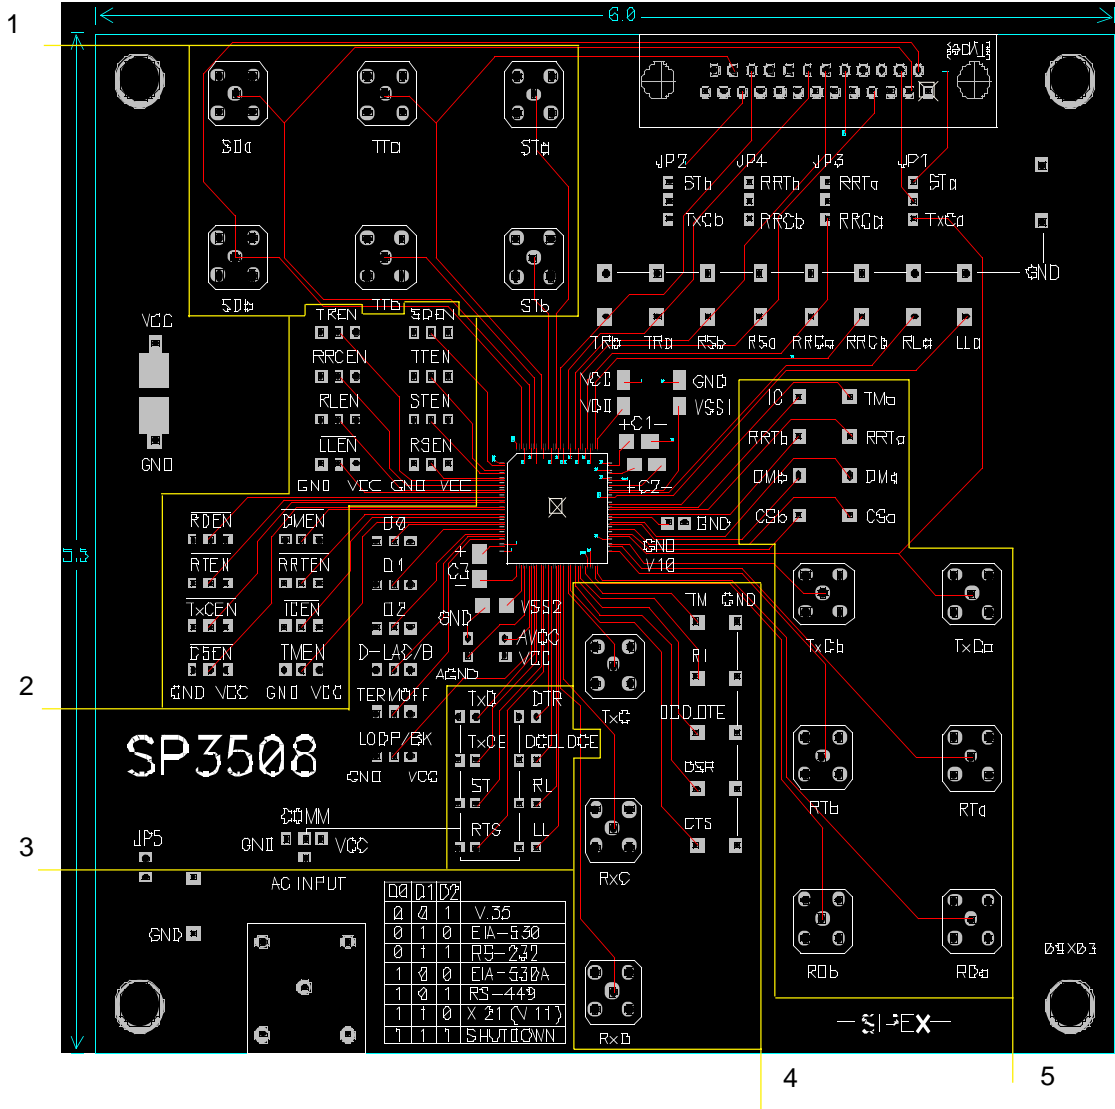 1
6.0
SDa TTa STa
JP2 JP4 JP3 JP1
STb RRTb RRTa STa
TxCb RRCb RRCa TxCa
GND
SDb TTb STb
TRb TRa RSb RSa RRCa RRCb RLa LLa
VCC
TREN SDEN
RRCEN TTEN
RLEN STEN
LLEN RSEN
GND VCC GND VCC
GND
VCC GND
VSS1
+C1-
+C2-
IC TMa
RRTb RRTa
DMb DMa
CSb CSa
5.5
RDEN DMEN D0
RTEN RRTEN D1
TxCEN ICEN D2
CSEN TMEN D-LAD/B
GND VCC GND VCC
TERMOFF
LOOP/BK
GND VCC
+
C3
-
GND
GND
V10
VSS2
GND
AVCC
VCC
AGND
TM GND
RI
DCD_DTE
DSR
CTS
TxCb TxCa
2
TxD DTR
TxCE DCD_DCE
ST RL
RTS LL
TxC
SP3508
RTb RTa
3
JP5
COMM
GND VCC
AC INPUT
GND
RxC
D0 D1 D2
0 0 1 V.35
0 1 0 EIA-530
0 1 1 RS-232
1 0 0 EIA-530A
1 0 1 RS-449
1 1 0 X.21 (V.11)
1 1 1 SHUTDOWN
RDb RDa
RxD
SIPEX
4
5